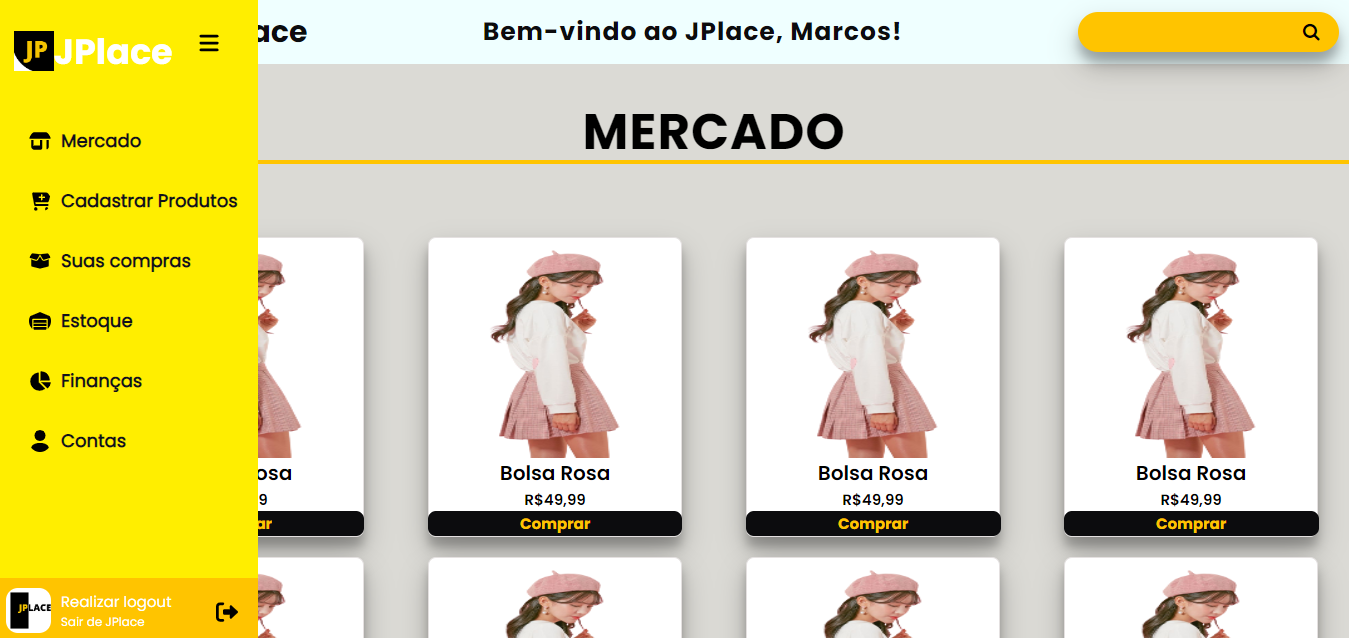 JP JPlace
ace
Bem-vindo ao JPlace, Marcos!
Mercado
Cadastrar Produtos
Suas compras
Estoque
Finanças
Contas
JPLACE
Realizar logout
Sair de JPlace
MERCADO
osa
9
ar
Bolsa Rosa
R$49,99
Comprar
Bolsa Rosa
R$49,99
Comprar
Bolsa Rosa
R$49,99
Comprar